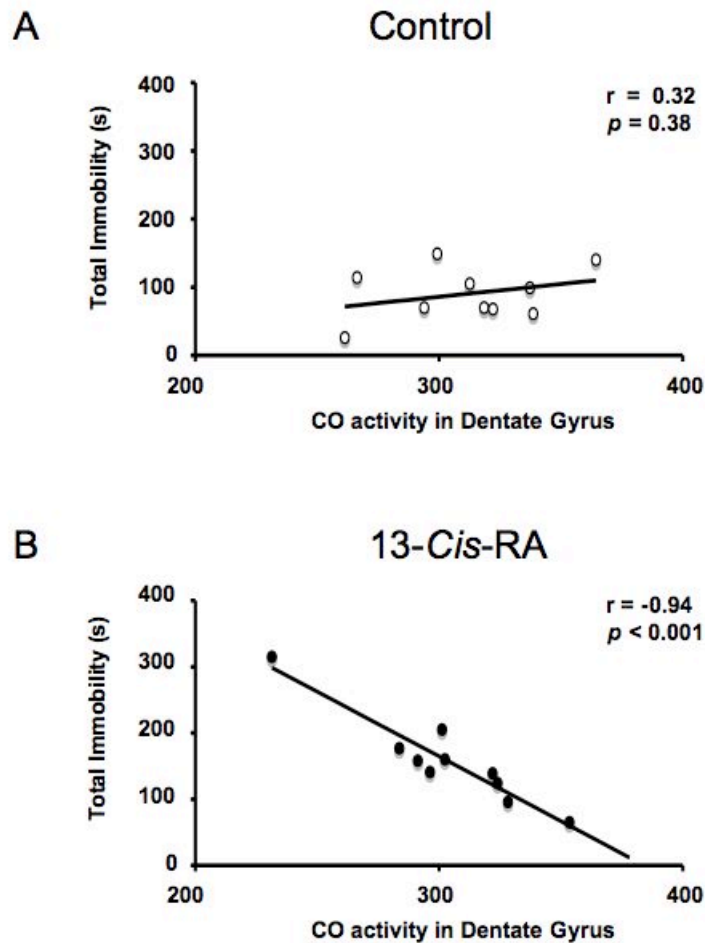 A
Control
400
300
200
100
0
Total Immobility (s)
r = 0.32
p = 0.38
200 300 400
CO activity in Dentate Gyrus
B
13-Cis-RA
400
300
200
100
0
Total Immobility (s)
r = -0.94
p < 0.001
200 300 400
CO activity in Dentate Gyrus